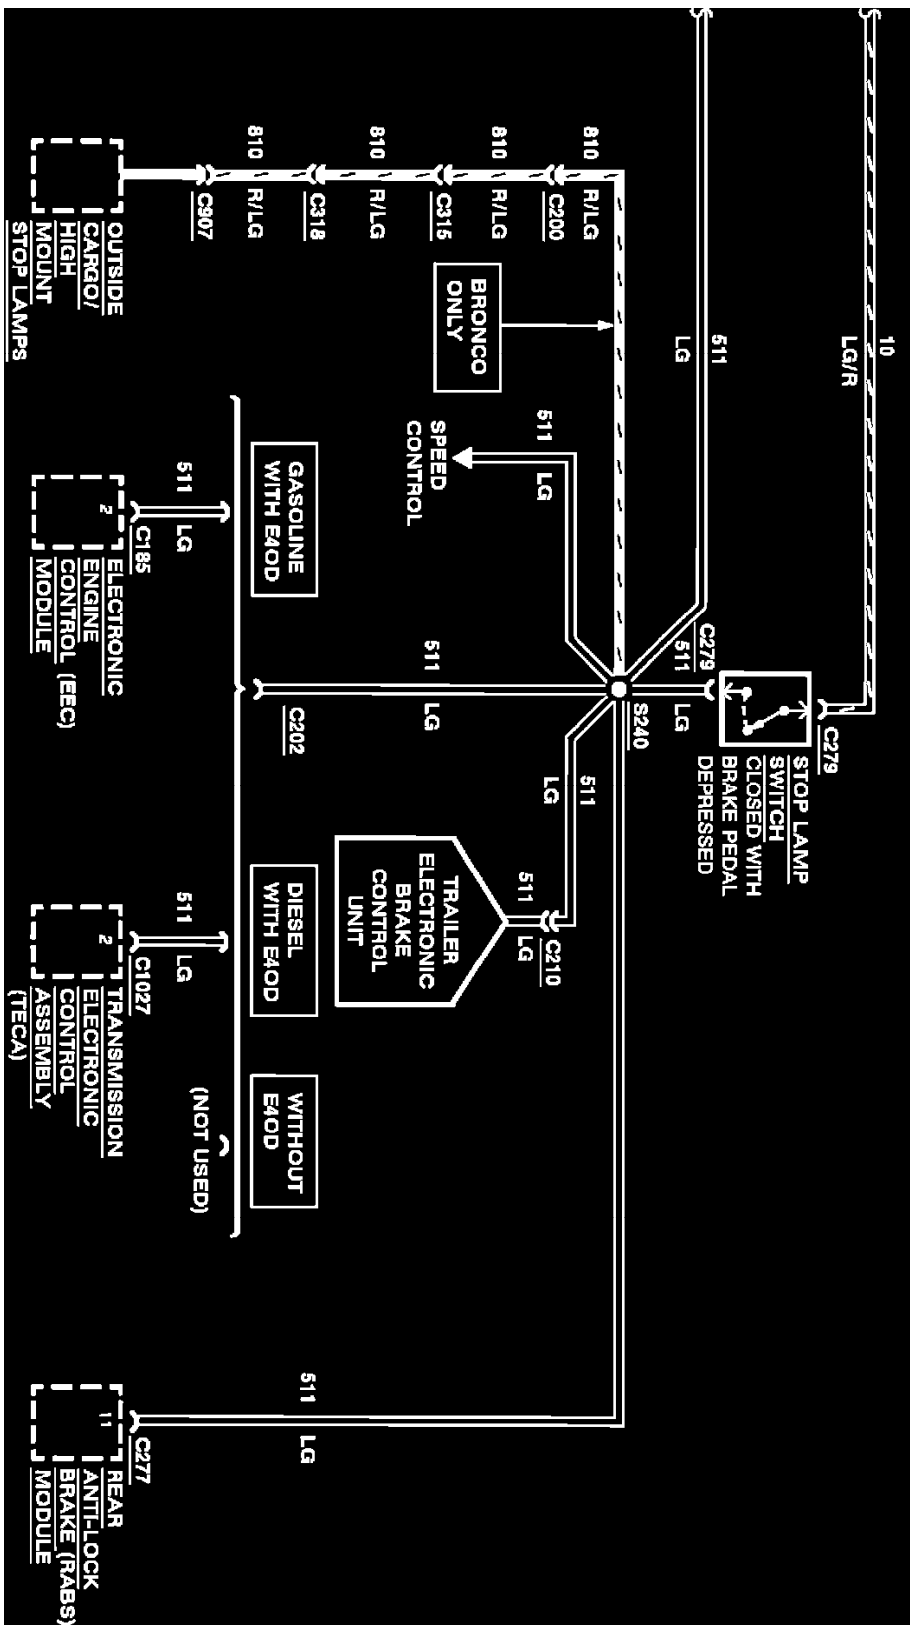 10
LG/R
511
LG
C279
STOP LAMP
SWITCH
CLOSED WITH
BRAKE PEDAL
DEPRESSED
C279
511
LG
S240
810
R/LG
C200
810
R/LG
C315
810
R/LG
C318
810
R/LG
C907
OUTSIDE
CARGO/
HIGH
MOUNT
STOP LAMPS
BRONCO
ONLY
511
LG
SPEED
CONTROL
511
LG
C202
511
LG
511
LG
C210
TRAILER
ELECTRONIC
BRAKE
CONTROL
UNIT
GASOLINE
WITH E4OD
511
LG
C185
2
ELECTRONIC
ENGINE
CONTROL (EEC)
MODULE
DIESEL
WITH E4OD
511
LG
C1027
2
TRANSMISSION
ELECTRONIC
CONTROL
ASSEMBLY
(TECA)
WITHOUT
E4OD
(NOT USED)
511
LG
C277
11
REAR
ANTI-LOCK
BRAKE (RABS)
MODULE